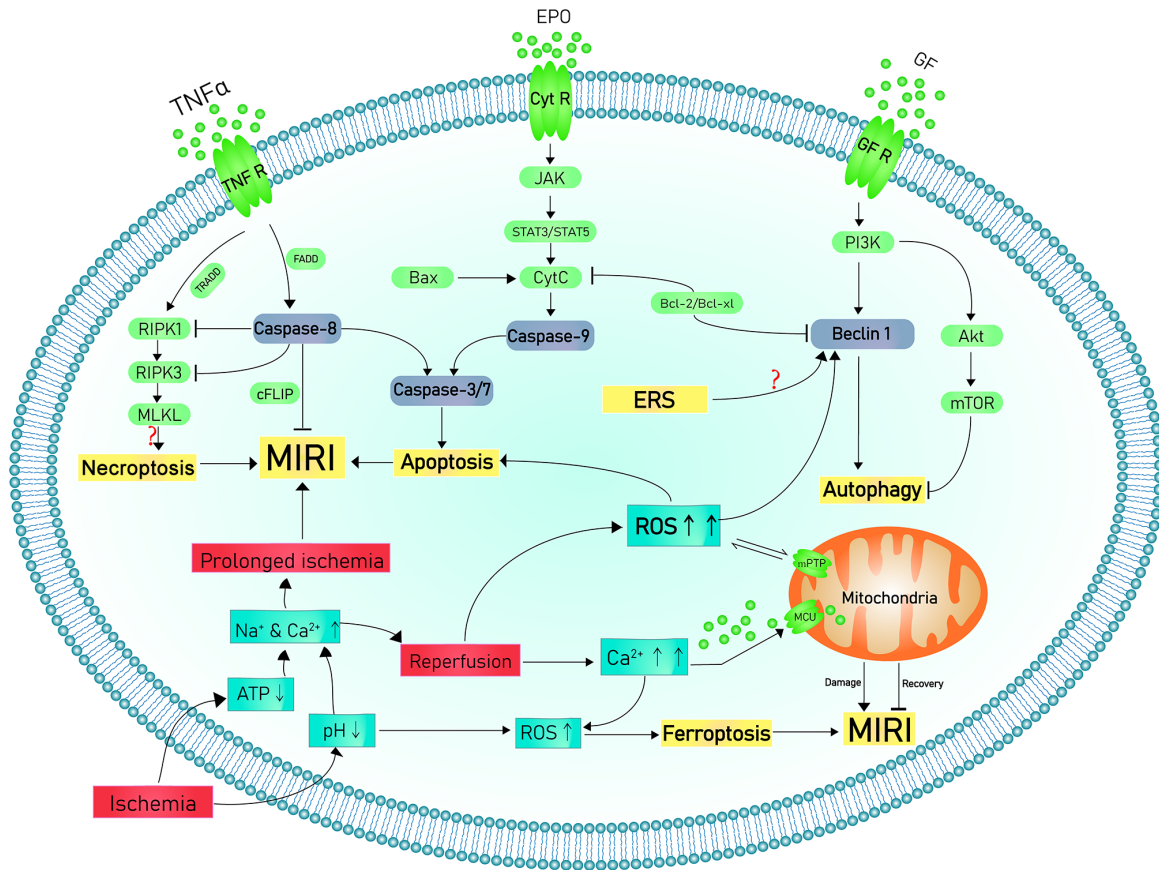 EPO
GF
TNFα
Cyt R
GF R
TNF R
JAK
STAT3/STAT5
PI3K
FADD
TRADD
Bax
CytC
Bcl-2/Bcl-xl
RIPK1
Caspase-8
Caspase-9
Beclin 1
Akt
RIPK3
cFLIP
Caspase-3/7
?
ERS
mTOR
MLKL
?
Necroptosis
MIRI
Apoptosis
Autophagy
ROS ↑ ↑
Prolonged ischemia
mPTP
Mitochondria
MCU
Na⁺ & Ca²⁺ ↑
Reperfusion
Ca²⁺ ↑ ↑
ATP ↓
Damage
Recovery
pH ↓
ROS ↑
Ferroptosis
MIRI
Ischemia